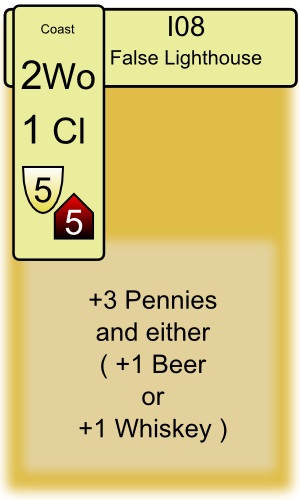 Coast
2Wo
1 Cl
5
5
I08
False Lighthouse
+3 Pennies
and either
( +1 Beer
or
+1 Whiskey )